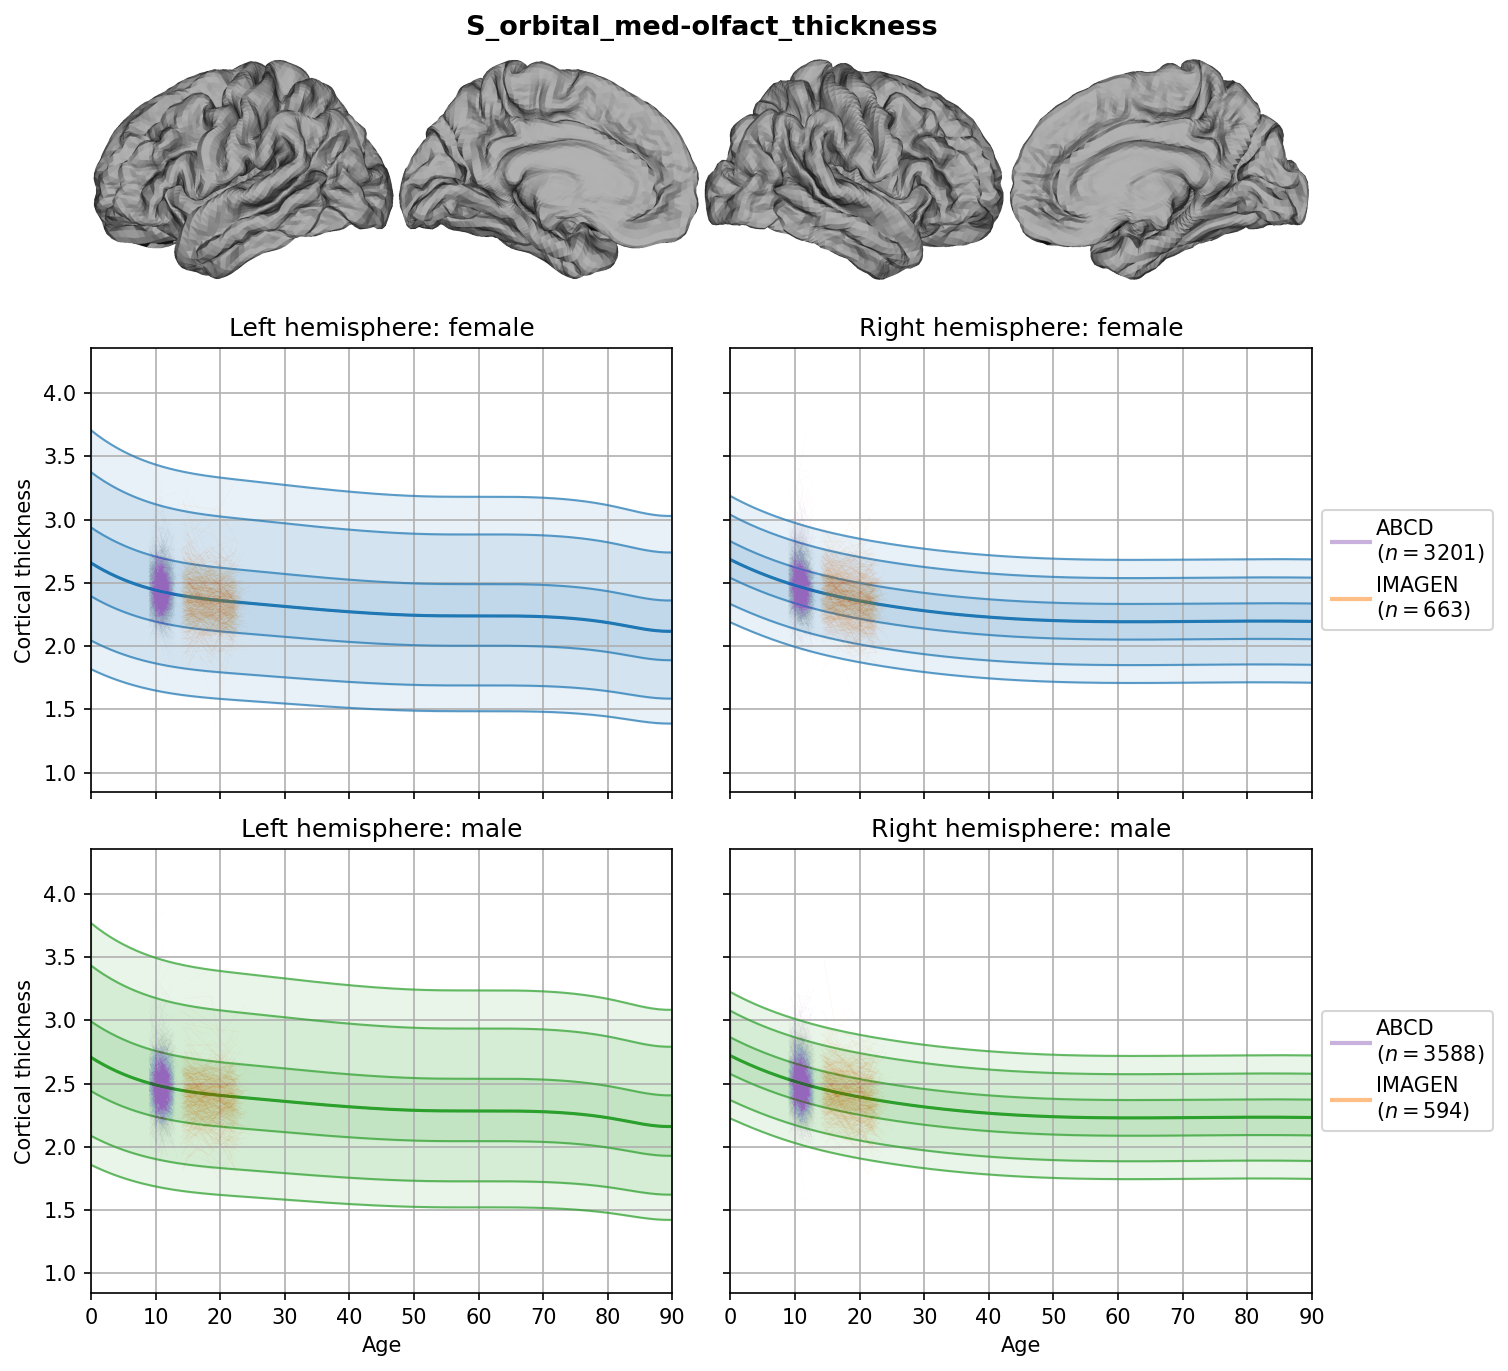 S_orbital_med-olfact_thickness
Left hemisphere: female
Right hemisphere: female
Cortical thickness
4.0
3.5
3.0
2.5
2.0
1.5
1.0
ABCD
(n = 3201)
IMAGEN
(n = 663)
Left hemisphere: male
Right hemisphere: male
Cortical thickness
4.0
3.5
3.0
2.5
2.0
1.5
1.0
ABCD
(n = 3588)
IMAGEN
(n = 594)
0 10 20 30 40 50 60 70 80 90
0 10 20 30 40 50 60 70 80 90
Age
Age